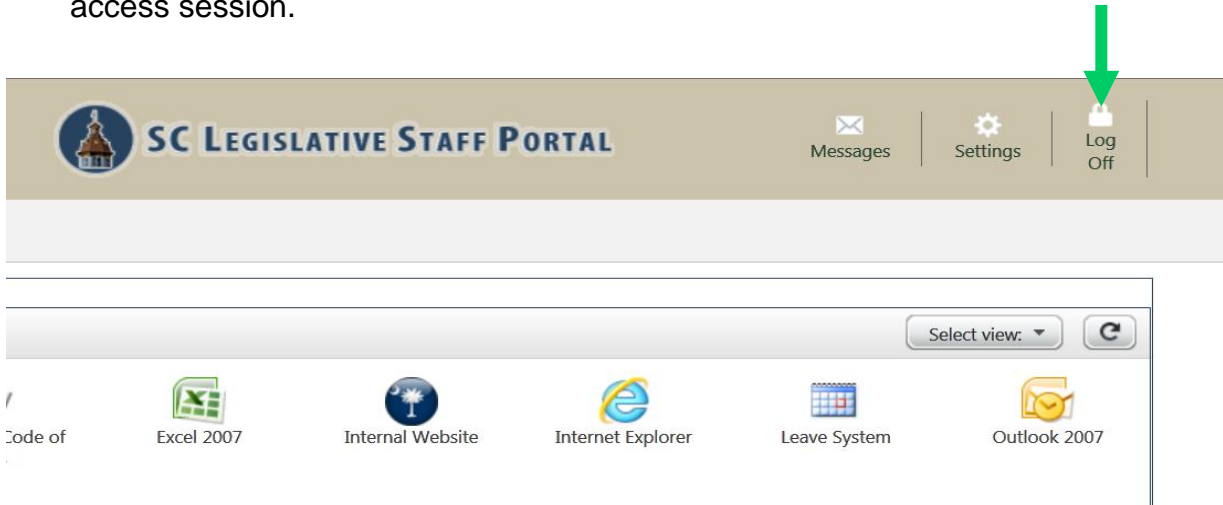 access session.
SC LEGISLATIVE STAFF PORTAL
Messages
Settings
Log
Off
Select view:
Code of
Excel 2007
Internal Website
Internet Explorer
Leave System
Outlook 2007